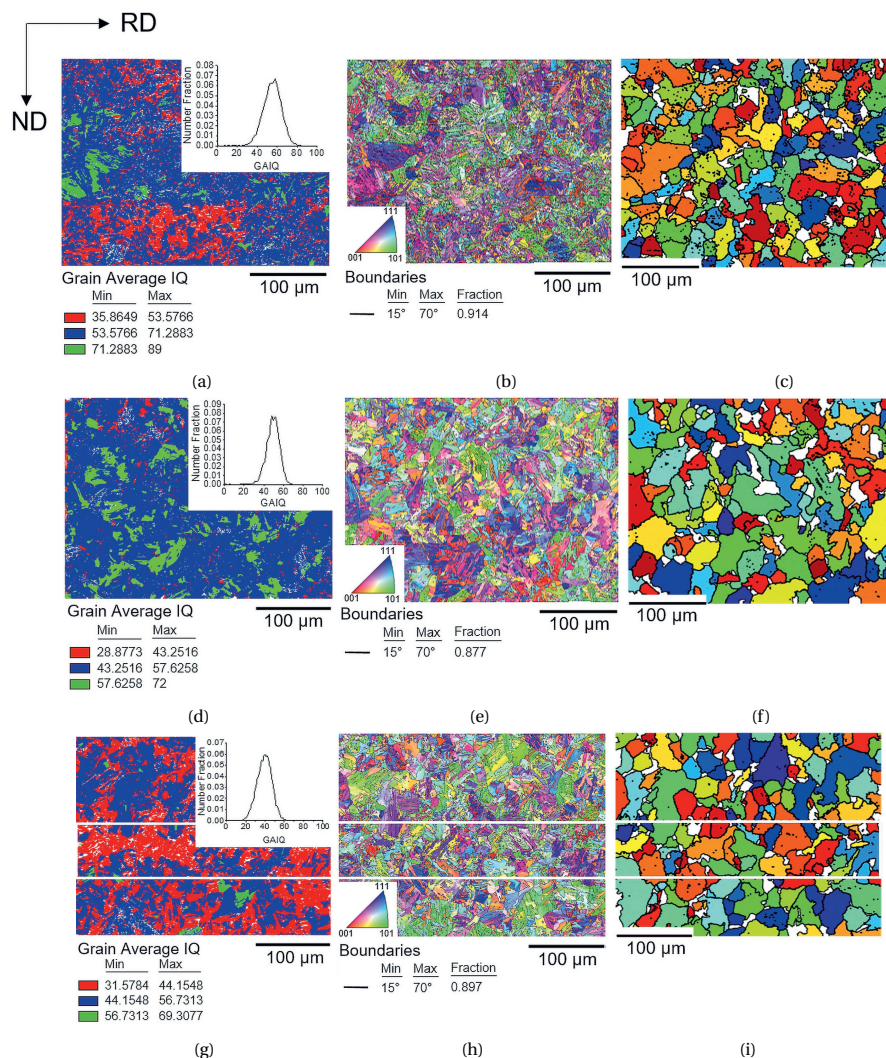 RD
ND
0.08
0.07
0.06
0.05
0.04
0.03
0.02
0.01
0.00
Number Fraction
0 20 40 60 80 100
GAIQ
111
001 101
Grain Average IQ
100 µm
Min Max
35.8649 53.5766
53.5766 71.2883
71.2883 89
Boundaries
100 µm
Min Max Fraction
15° 70° 0.914
100 µm
(a) (b) (c)
0.09
0.08
0.07
0.06
0.05
0.04
0.03
0.02
0.01
0.00
Number Fraction
0 20 40 60 80 100
GAIQ
111
001 101
Grain Average IQ
100 µm
Min Max
28.8773 43.2516
43.2516 57.6258
57.6258 72
Boundaries
100 µm
Min Max Fraction
15° 70° 0.877
100 µm
(d) (e) (f)
0.07
0.06
0.05
0.04
0.03
0.02
0.01
0.00
Number Fraction
0 20 40 60 80 100
GAIQ
111
001 101
Grain Average IQ
100 µm
Min Max
31.5784 44.1548
44.1548 56.7313
56.7313 69.3077
Boundaries
100 µm
Min Max Fraction
15° 70° 0.897
100 µm
(g) (h) (i)